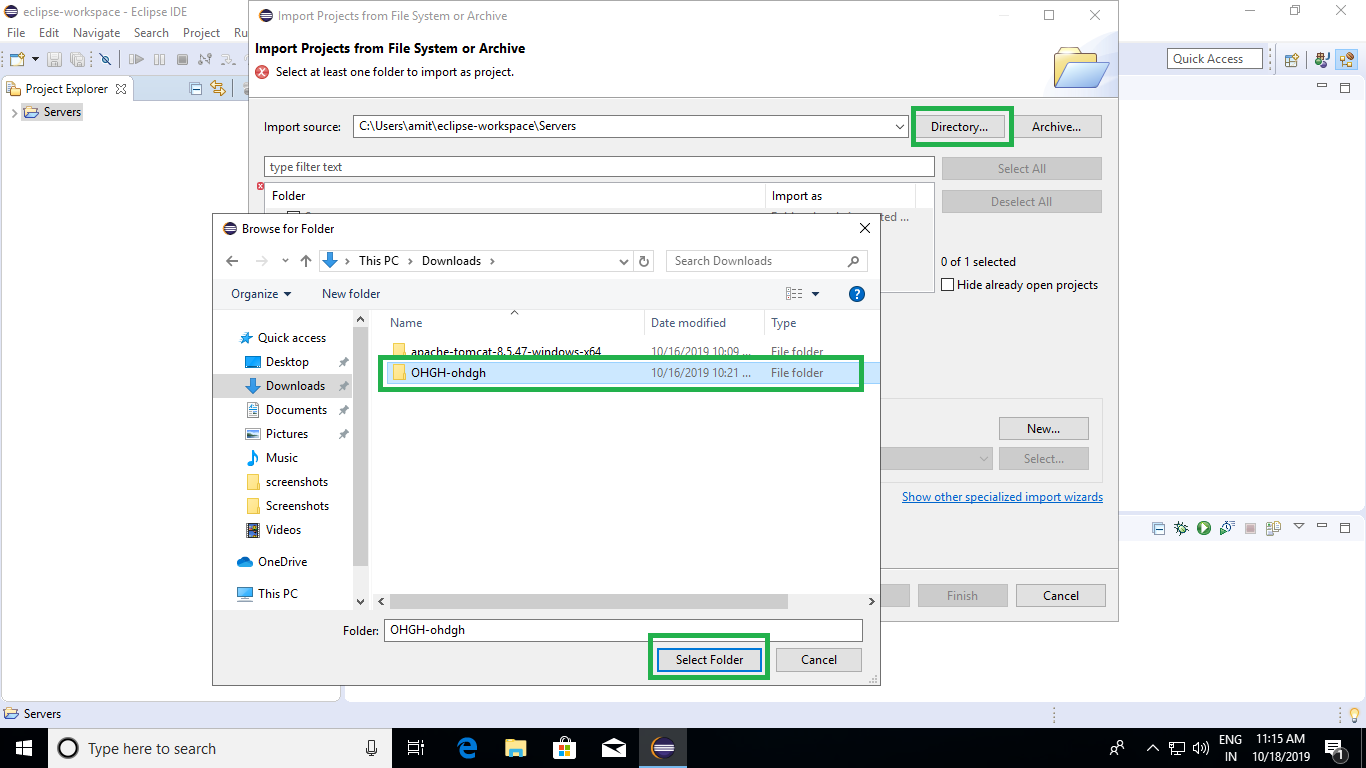 eclipse-workspace - Eclipse IDE
File Edit Navigate Search Project Ru
Quick Access
Project Explorer
Servers
Import Projects from File System or Archive
Import Projects from File System or Archive
Select at least one folder to import as project.
Import source: C:\Users\amit\eclipse-workspace\Servers Directory... Archive...
type filter text Select All
Folder Import as Deselect All
0 of 1 selected
Hide already open projects
New...
Select...
Show other specialized import wizards
Finish Cancel
Browse for Folder
This PC Downloads Search Downloads
Organize New folder
Name Date modified Type
apache-tomcat-8.5.47-windows-x64 10/16/2019 10:09 ... File folder
OHGH-ohdgh 10/16/2019 10:21 ... File folder
Quick access
Desktop
Downloads
Documents
Pictures
Music
screenshots
Screenshots
Videos
OneDrive
This PC
Folder: OHGH-ohdgh
Select Folder Cancel
Servers
Type here to search
ENG
IN
11:15 AM
10/18/2019
1